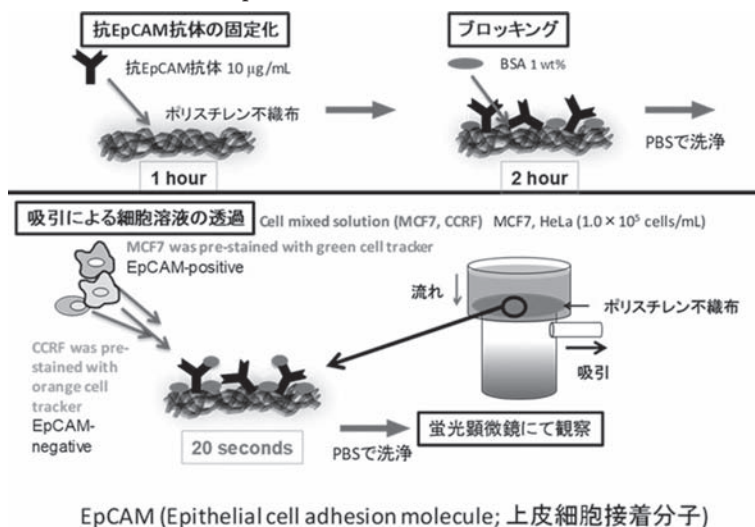 抗EpCAM抗体の固定化
抗EpCAM抗体 10 μg/mL
ポリスチレン不織布
1 hour
ブロッキング
BSA 1 wt%
2 hour
PBSで洗浄
吸引による細胞溶液の透過
Cell mixed solution (MCF7, CCRF) MCF7, HeLa (1.0×10⁵ cells/mL)
MCF7 was pre-stained with green cell tracker
EpCAM-positive
CCRF was pre-
stained with
orange cell
tracker
EpCAM-
negative
20 seconds
PBSで洗浄
流れ
ポリスチレン不織布
吸引
蛍光顕微鏡にて観察
EpCAM (Epithelial cell adhesion molecule; 上皮細胞接着分子)